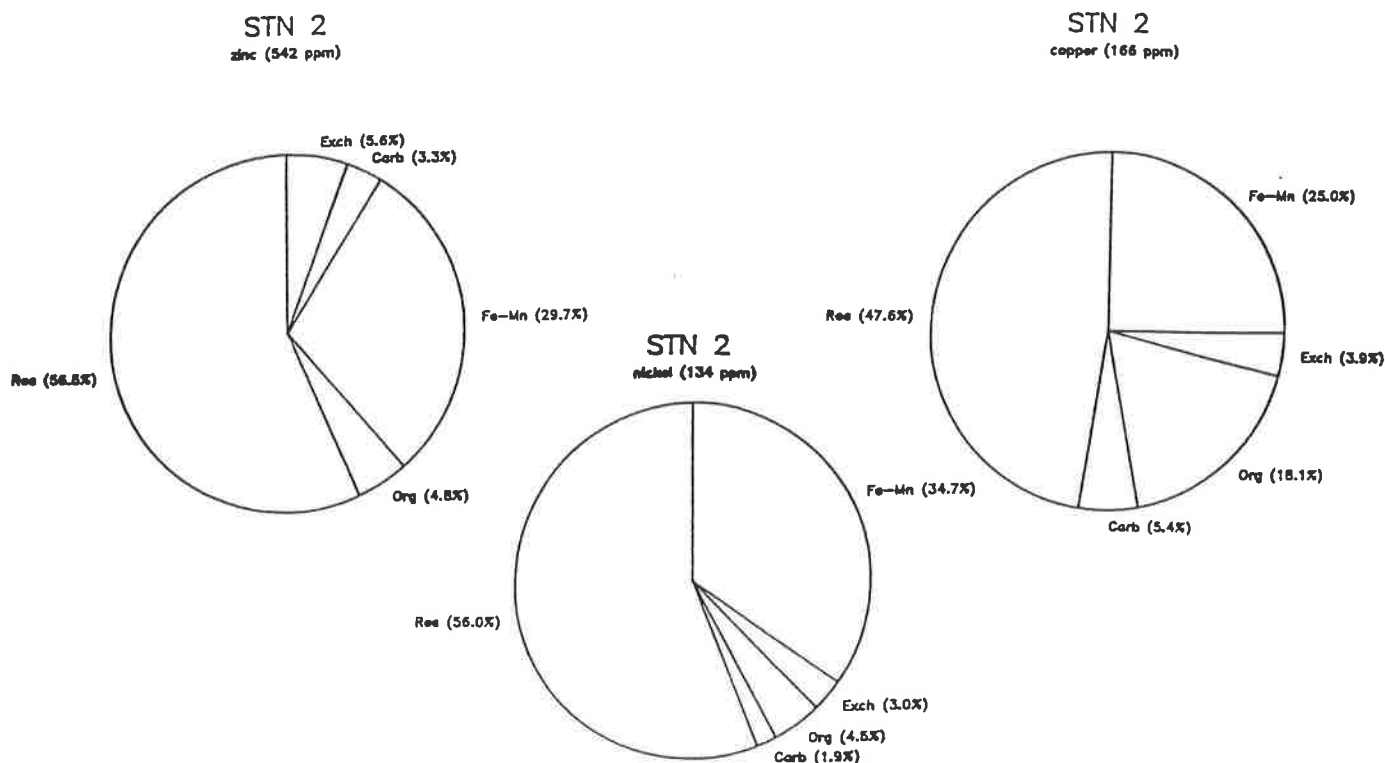 STN 2
zinc (542 ppm)
Exch (5.6%)
Carb (3.3%)
Fe-Mn (29.7%)
Res (56.5%)
Org (4.8%)
STN 2
nickel (134 ppm)
Fe-Mn (34.7%)
Res (56.0%)
Exch (3.0%)
Org (4.5%)
Carb (1.9%)
STN 2
copper (166 ppm)
Fe-Mn (25.0%)
Res (47.6%)
Exch (3.9%)
Org (18.1%)
Carb (5.4%)